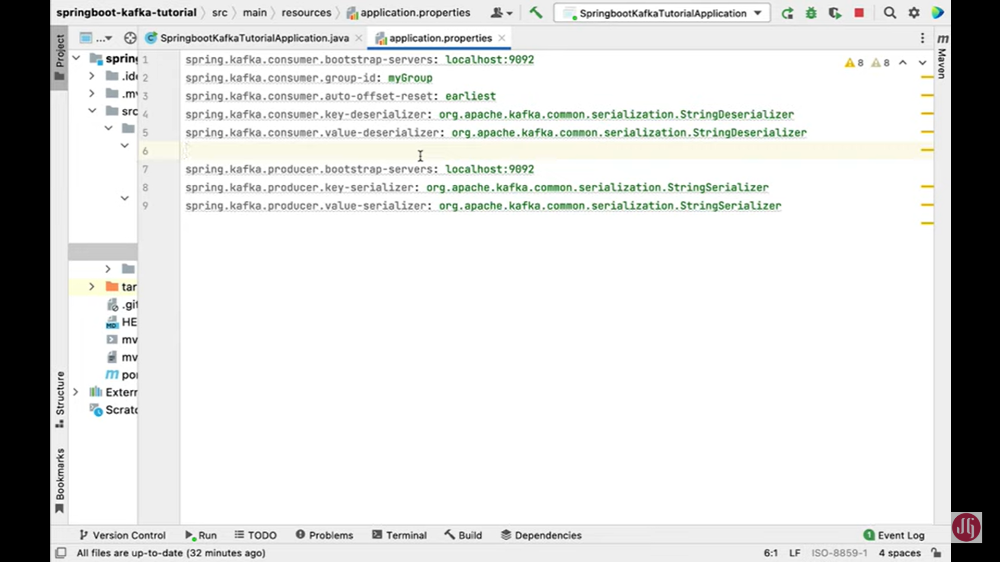 springboot-kafka-tutorial src main resources application.properties SpringbootKafkaTutorialApplication
Project ... SpringbootKafkaTutorialApplication.java application.properties m Maven
spring
.id
.m
src
1 spring.kafka.consumer.bootstrap-servers: localhost:9092
2 spring.kafka.consumer.group-id: myGroup
3 spring.kafka.consumer.auto-offset-reset: earliest
4 spring.kafka.consumer.key-deserializer: org.apache.kafka.common.serialization.StringDeserializer
5 spring.kafka.consumer.value-deserializer: org.apache.kafka.common.serialization.StringDeserializer
6
7 spring.kafka.producer.bootstrap-servers: localhost:9092
8 spring.kafka.producer.key-serializer: org.apache.kafka.common.serialization.StringSerializer
9 spring.kafka.producer.value-serializer: org.apache.kafka.common.serialization.StringSerializer
8 8
tar
.git
HE
mv
mv
m po
Extern
Scratc
Structure
Bookmarks
Version Control Run TODO Problems Terminal Build Dependencies 1 Event Log
All files are up-to-date (32 minutes ago) 6:1 LF ISO-8859-1 4 spaces